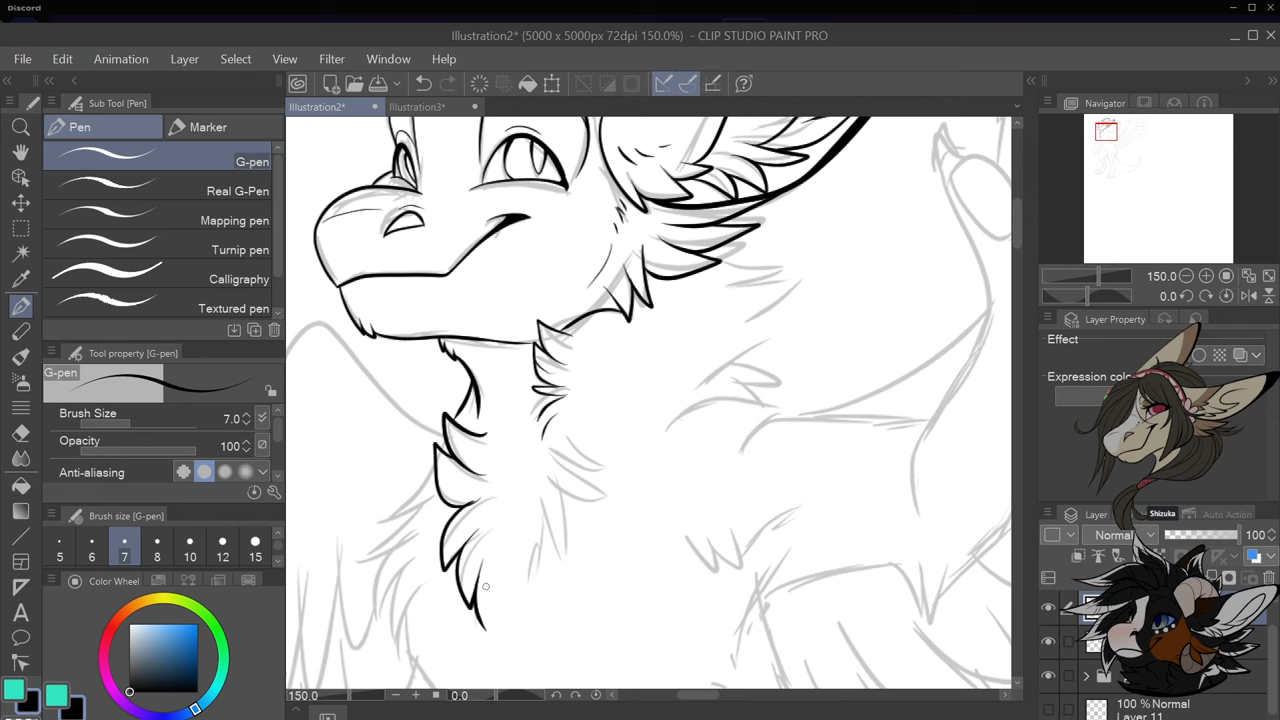 Discord
Illustration2* (5000 x 5000px 72dpi 150.0%) - CLIP STUDIO PAINT PRO
File Edit Animation Layer Select View Filter Window Help
Sub Tool [Pen]
Pen Marker
G-pen
Real G-Pen
Mapping pen
Turnip pen
Calligraphy
Textured pen
Tool property [G-pen]
G-pen
Brush Size 7.0
Opacity 100
Anti-aliasing
Brush size [G-pen]
5 6 7 8 10 12 15
Color Wheel
Illustration2* Illustration3*
150.0 0.0
Navigator
150.0
0.0
Layer Property
Effect
Expression colo
Layer Shizuka Auto Action
Normal 100
100 % Normal
Layer 11